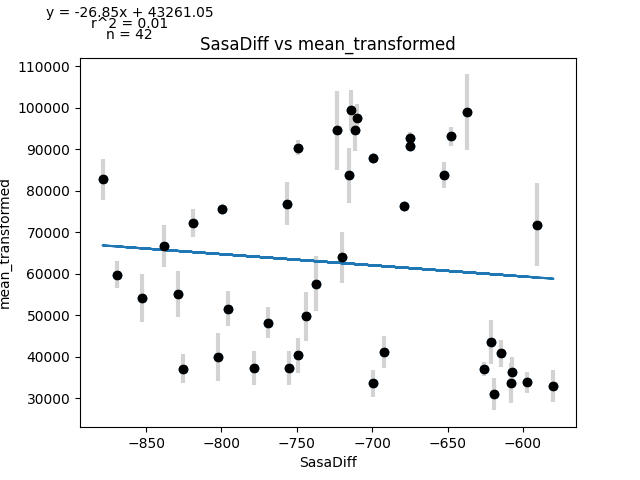 y = -26.85x + 43261.05
r^2 = 0.01
n = 42
SasaDiff vs mean_transformed
110000
100000
90000
80000
70000
60000
50000
40000
30000
mean_transformed
−850
−800
−750
−700
−650
−600
SasaDiff